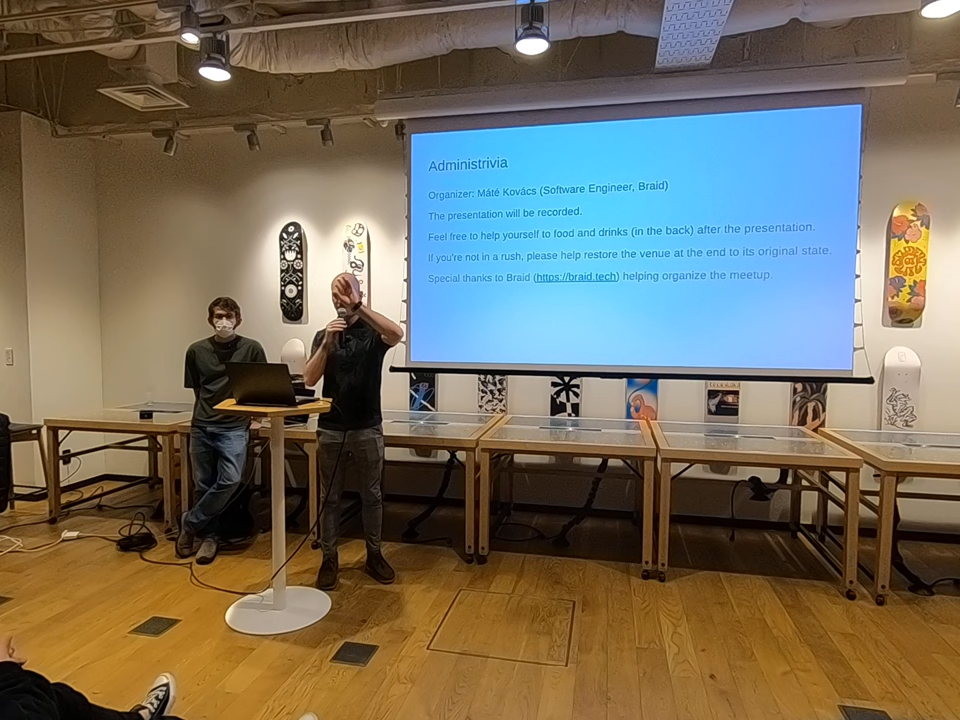 Administrivia
Organizer: Máté Kovács (Software Engineer, Braid)
The presentation will be recorded.
Feel free to help yourself to food and drinks (in the back) after the presentation.
If you're not in a rush, please help restore the venue at the end to its original state.
Special thanks to Braid (https://braid.tech) helping organize the meetup.